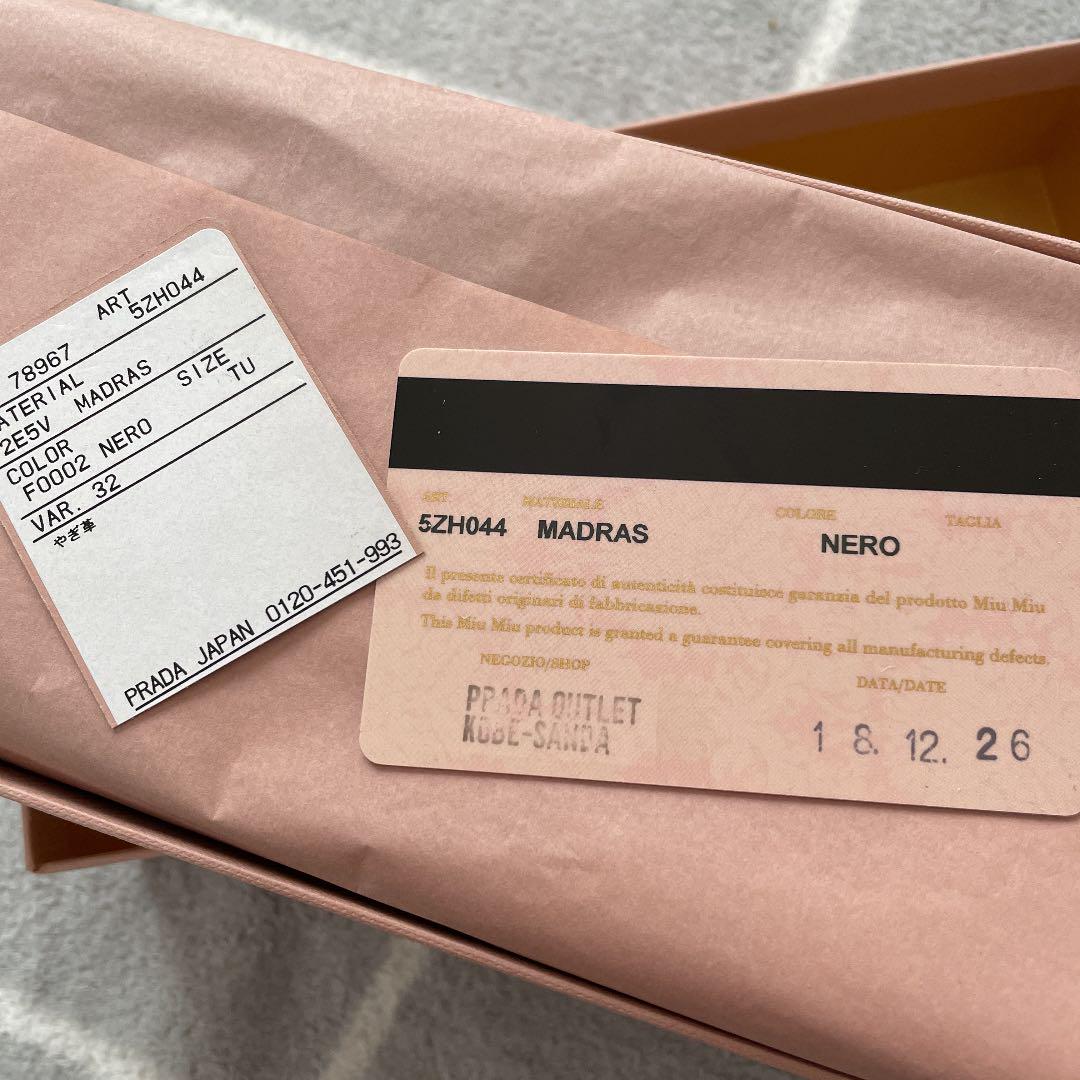 ART
5ZH044
78967
ATERIAL
2E5V MADRAS
SIZE
TU
COLOR
F0002 NERO
VAR. 32
やぎ革
PRADA JAPAN 0120-451-993
ART MATERIALE COLORE TAGLIA
5ZH044 MADRAS NERO
Il presente certificato di autenticità costituisce garanzia del prodotto Miu Miu
da difetti originari di fabbricazione.
This Miu Miu product is granted a guarantee covering all manufacturing defects.
NEGOZIO/SHOP
DATA/DATE
PRADA OUTLET
KOBE-SANDA
18. 12. 26